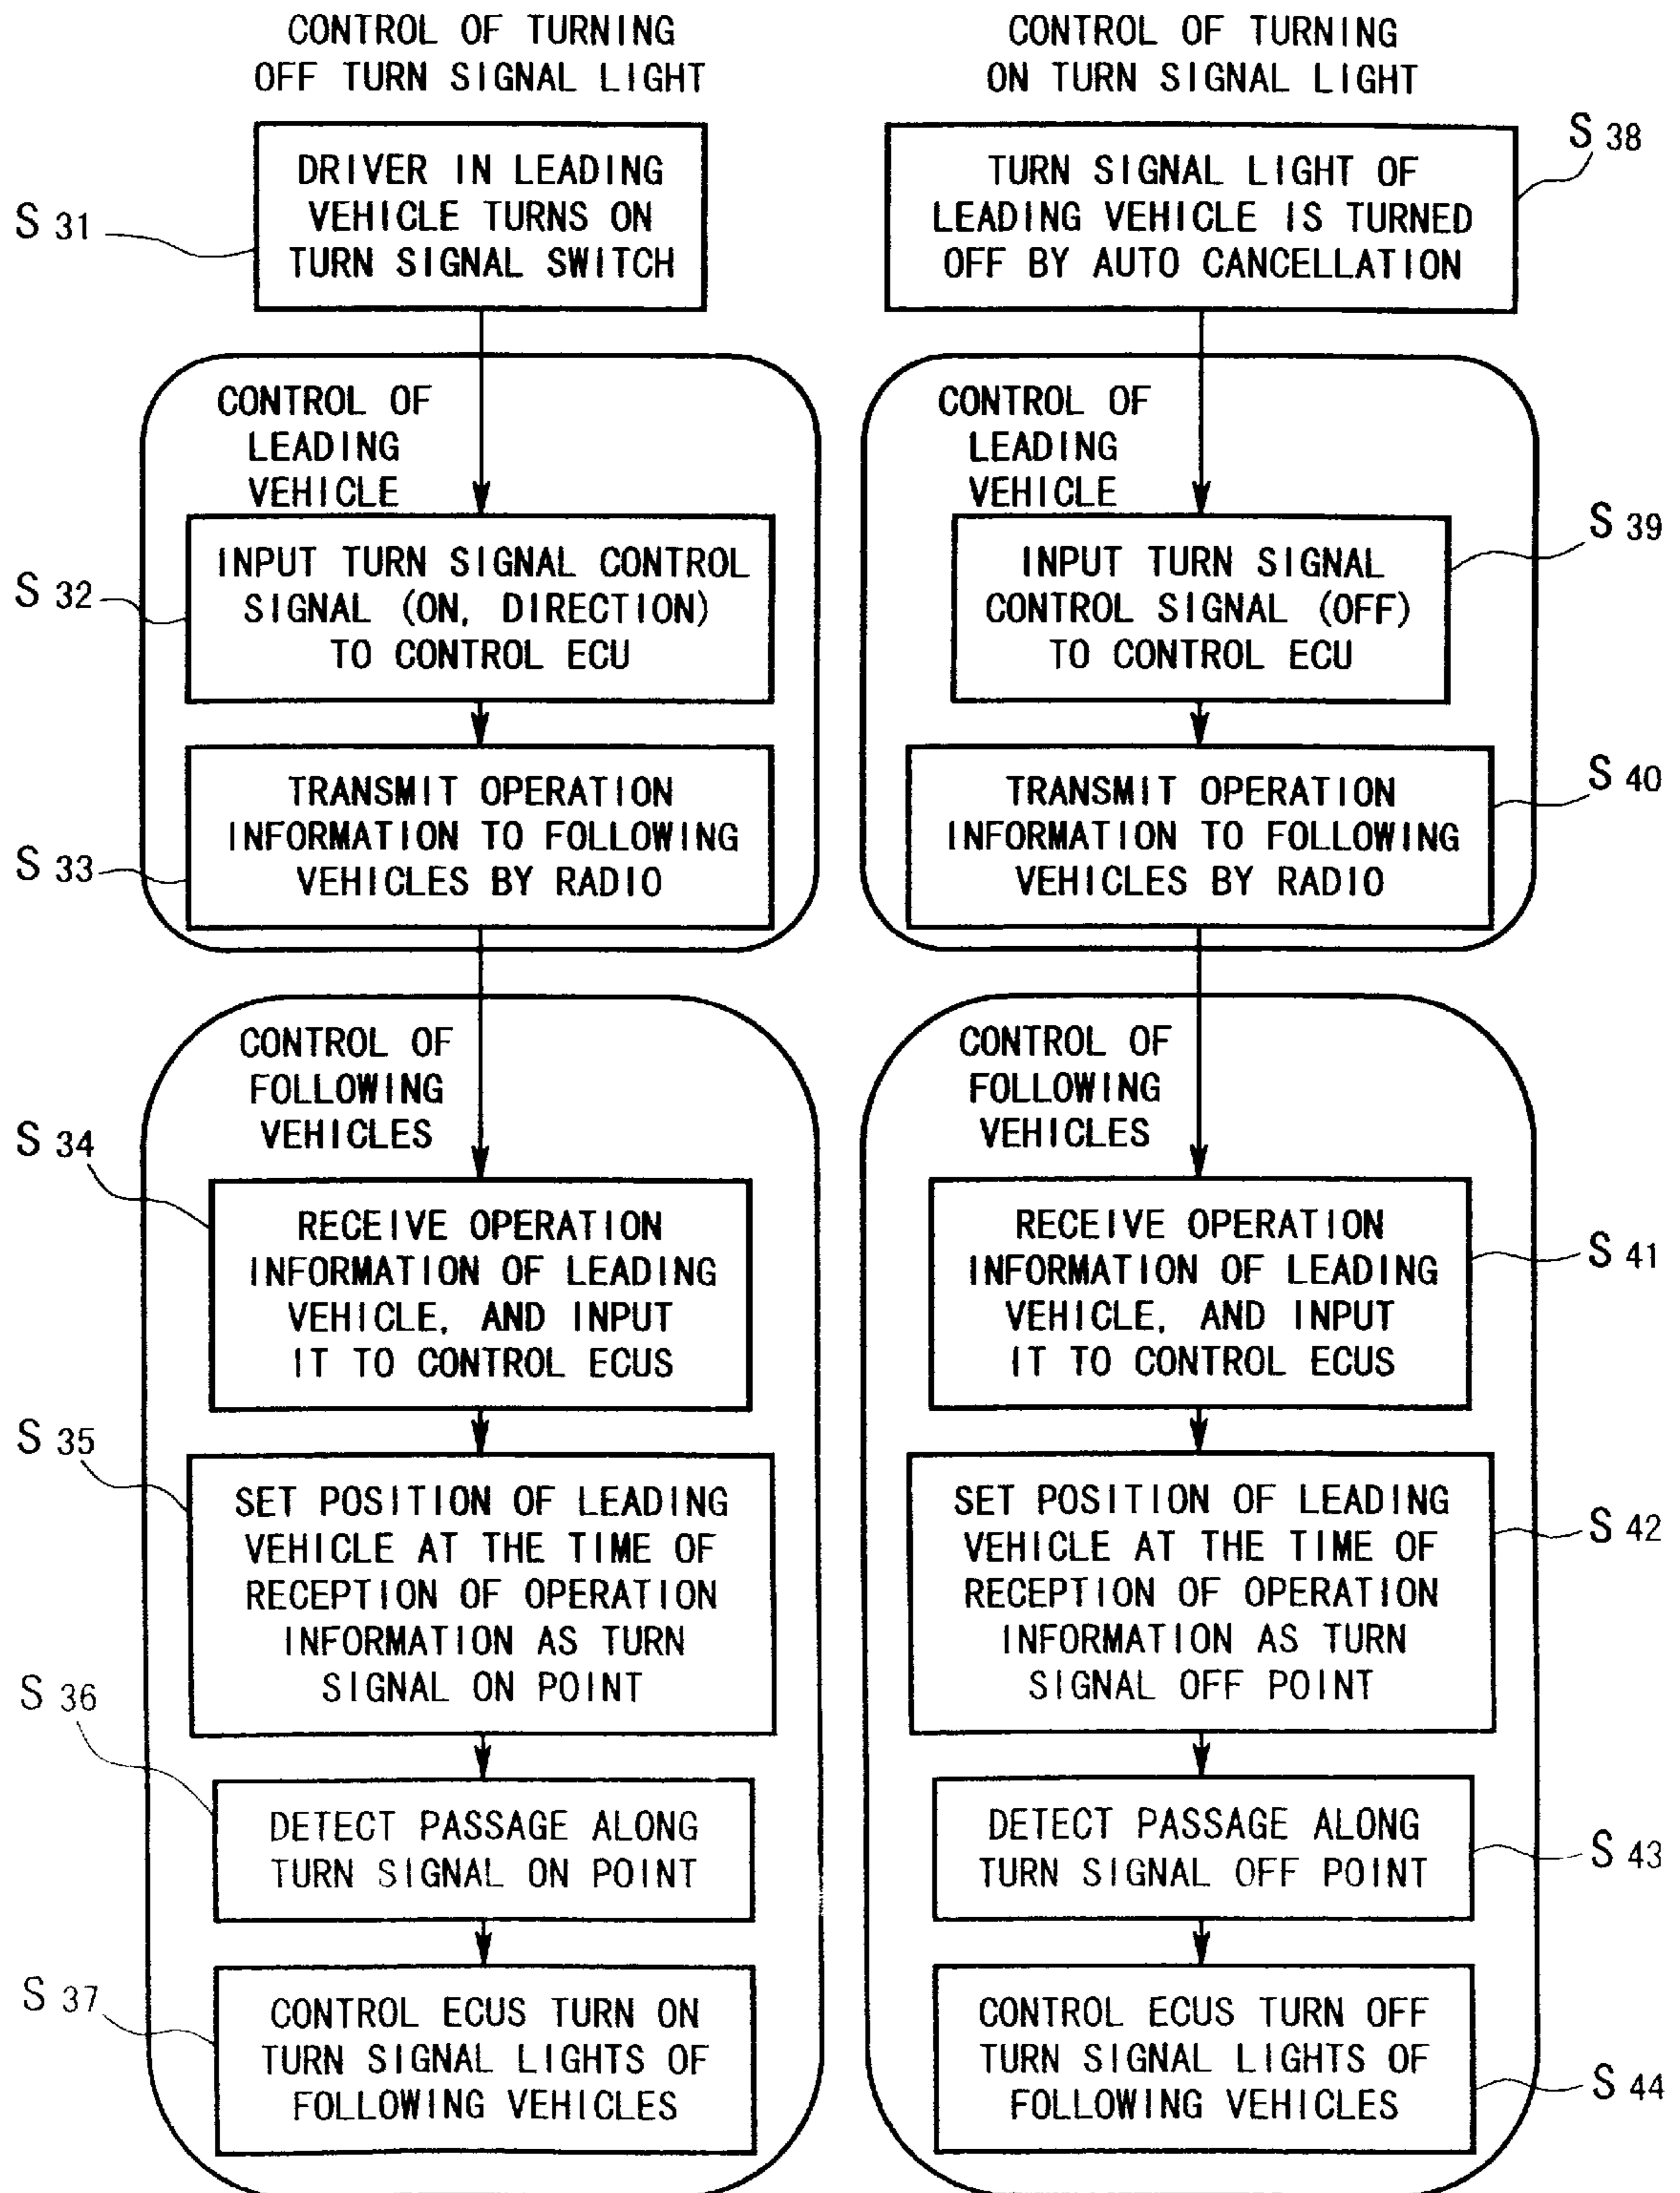 CONTROL OF TURNING
OFF TURN SIGNAL LIGHT
S 31
DRIVER IN LEADING
VEHICLE TURNS ON
TURN SIGNAL SWITCH
CONTROL OF
LEADING
VEHICLE
S 32
INPUT TURN SIGNAL CONTROL
SIGNAL (ON, DIRECTION)
TO CONTROL ECU
S 33
TRANSMIT OPERATION
INFORMATION TO FOLLOWING
VEHICLES BY RADIO
CONTROL OF
FOLLOWING
VEHICLES
S 34
RECEIVE OPERATION
INFORMATION OF LEADING
VEHICLE, AND INPUT
IT TO CONTROL ECUS
S 35
SET POSITION OF LEADING
VEHICLE AT THE TIME OF
RECEPTION OF OPERATION
INFORMATION AS TURN
SIGNAL ON POINT
S 36
DETECT PASSAGE ALONG
TURN SIGNAL ON POINT
S 37
CONTROL ECUS TURN ON
TURN SIGNAL LIGHTS OF
FOLLOWING VEHICLES
CONTROL OF TURNING
ON TURN SIGNAL LIGHT
S 38
TURN SIGNAL LIGHT OF
LEADING VEHICLE IS TURNED
OFF BY AUTO CANCELLATION
CONTROL OF
LEADING
VEHICLE
S 39
INPUT TURN SIGNAL
CONTROL SIGNAL (OFF)
TO CONTROL ECU
S 40
TRANSMIT OPERATION
INFORMATION TO FOLLOWING
VEHICLES BY RADIO
CONTROL OF
FOLLOWING
VEHICLES
S 41
RECEIVE OPERATION
INFORMATION OF LEADING
VEHICLE, AND INPUT
IT TO CONTROL ECUS
S 42
SET POSITION OF LEADING
VEHICLE AT THE TIME OF
RECEPTION OF OPERATION
INFORMATION AS TURN
SIGNAL OFF POINT
S 43
DETECT PASSAGE ALONG
TURN SIGNAL OFF POINT
S 44
CONTROL ECUS TURN OFF
TURN SIGNAL LIGHTS OF
FOLLOWING VEHICLES